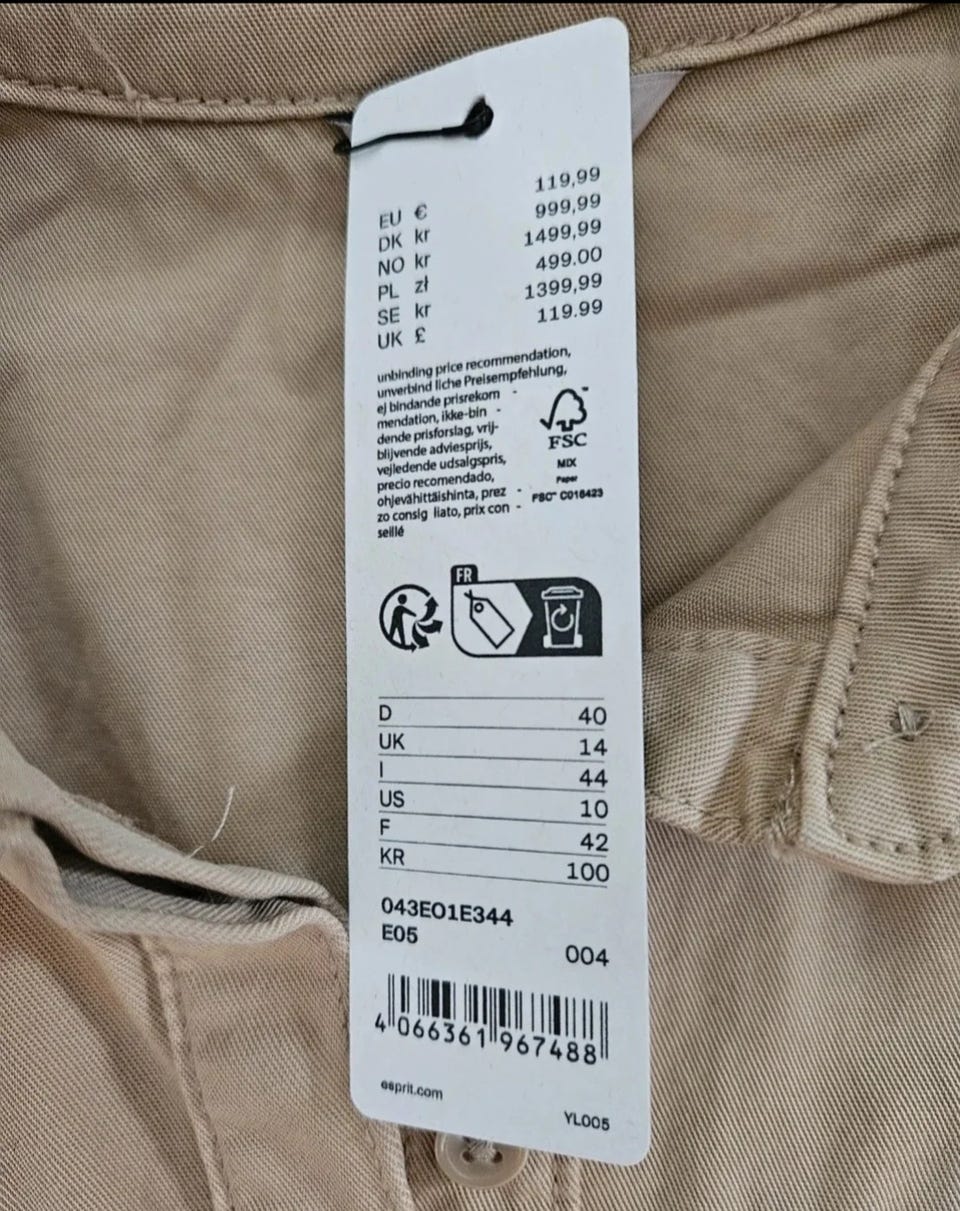 EU € 119,99
DK kr 999,99
NO kr 1499,99
PL zł 499.00
SE kr 1399,99
UK £ 119.99
unbinding price recommendation,
unverbind liche Preisempfehlung,
ej bindande prisrekom -
mendation, ikke-bin -
dende prisforslag, vrij-
blijvende adviesprijs,
vejledende udsalgspris,
precio recomendado,
ohjevähittäishinta, prez -
zo consig liato, prix con -
seillé
™
FSC
MIX
Paper
FSC™ C016423
FR
D 40
UK 14
I 44
US 10
F 42
KR 100
043EO1E344
E05
004
4 066361 967488
esprit.com
YL005